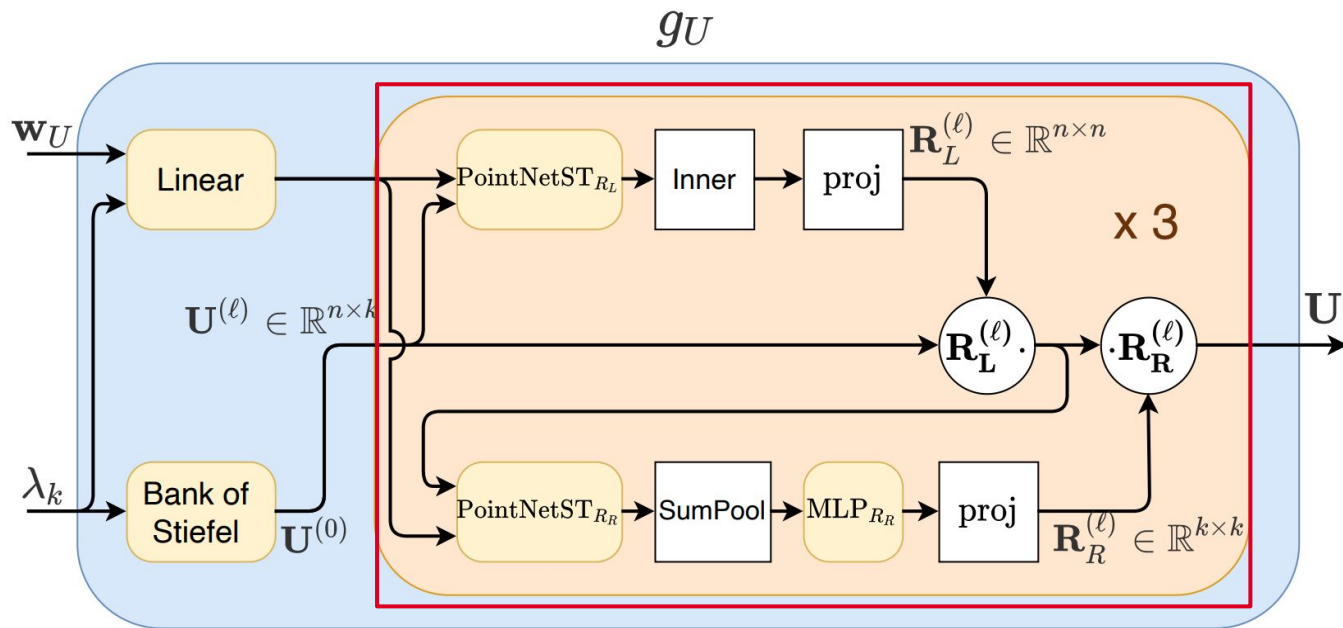 g_U
w_U
Linear
PointNetST_{R_L}
Inner
proj
R_L^{(ℓ)} ∈ ℝ^{n×n}
x 3
U^{(ℓ)} ∈ ℝ^{n×k}
R_L^{(ℓ)} ·
· R_R^{(ℓ)}
U
λ_k
Bank of
Stiefel
U^{(0)}
PointNetST_{R_R}
SumPool
MLP_{R_R}
proj
R_R^{(ℓ)} ∈ ℝ^{k×k}